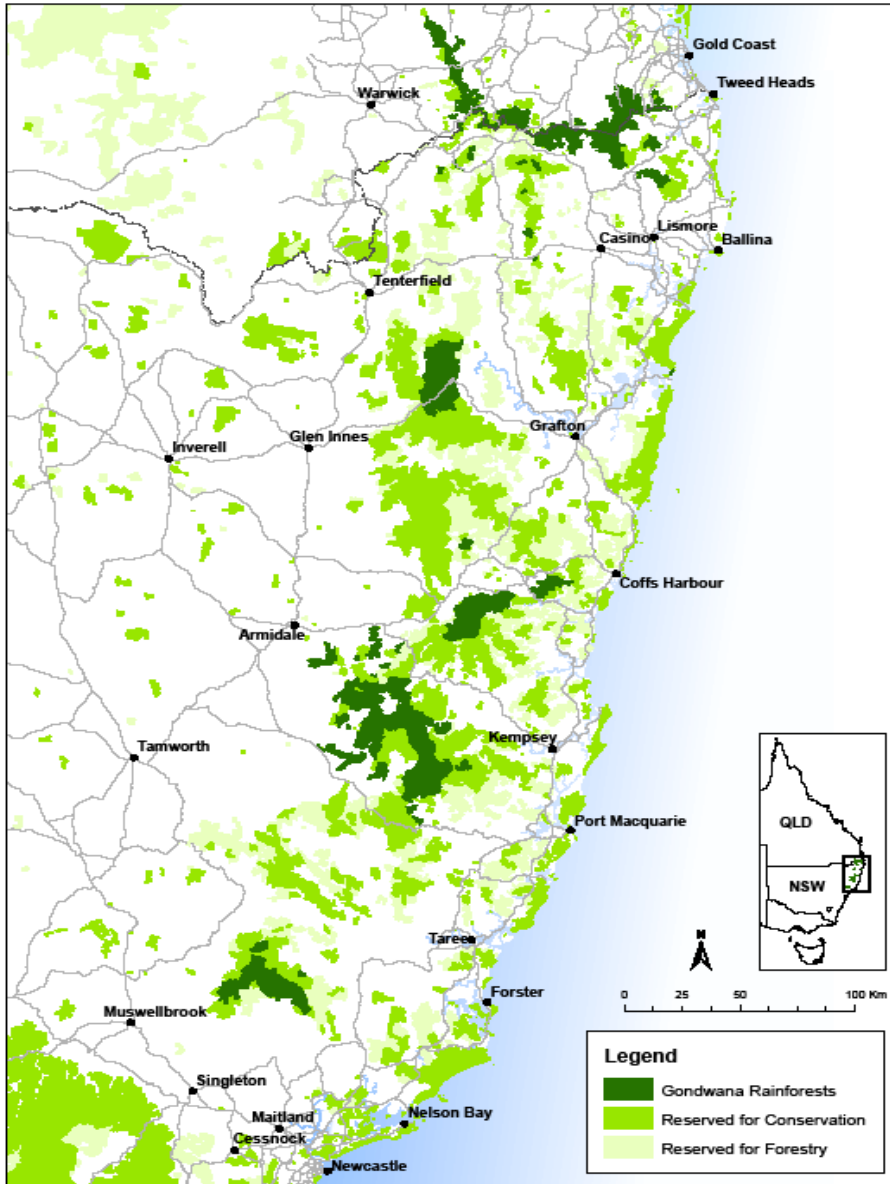 Gold Coast
Tweed Heads
Warwick
Lismore
Casino
Ballina
Tenterfield
Grafton
Glen Innes
Inverell
Coffs Harbour
Armidale
Kempsey
Tamworth
QLD
Port Macquarie
NSW
Taree
N
Forster
0 25 50 100 Km
Muswellbrook
Legend
Gondwana Rainforests
Singleton
Reserved for Conservation
Nelson Bay
Maitland
Cessnock
Reserved for Forestry
Newcastle